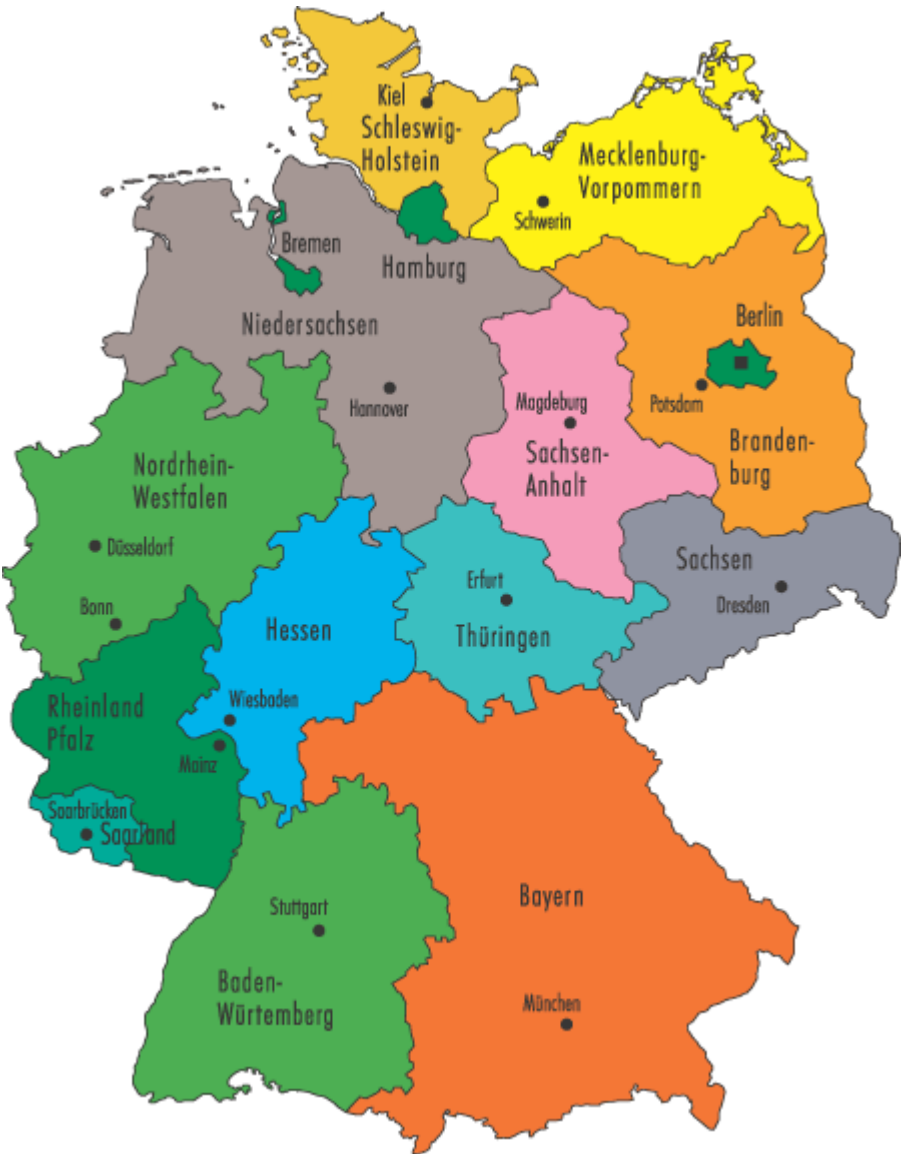 Kiel
Schleswig-
Holstein
Mecklenburg-
Vorpommern
Schwerin
Bremen
Hamburg
Niedersachsen
Berlin
Hannover
Magdeburg
Potsdam
Sachsen-
Anhalt
Branden-
burg
Nordrhein-
Westfalen
Düsseldorf
Bonn
Hessen
Erfurt
Thüringen
Sachsen
Dresden
Rheinland
Pfalz
Wiesbaden
Mainz
Saarbrücken
Saarland
Bayern
Stuttgart
Baden-
Würtemberg
München